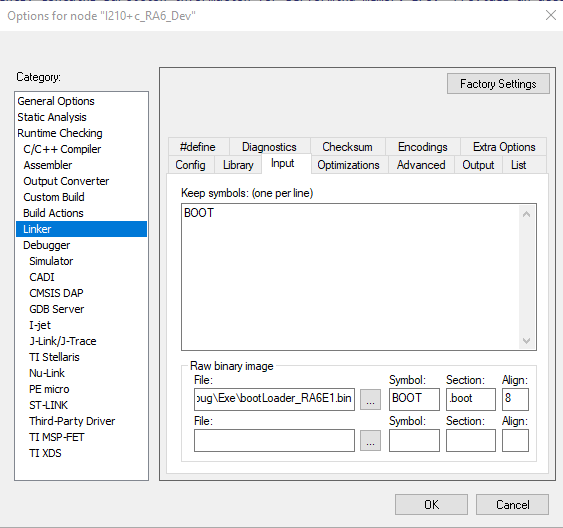 Options for node "I210+c_RA6_Dev"
Category:
General Options
Static Analysis
Runtime Checking
C/C++ Compiler
Assembler
Output Converter
Custom Build
Build Actions
Linker
Debugger
Simulator
CADI
CMSIS DAP
GDB Server
I-jet
J-Link/J-Trace
TI Stellaris
Nu-Link
PE micro
ST-LINK
Third-Party Driver
TI MSP-FET
TI XDS
Factory Settings
#define Diagnostics Checksum Encodings Extra Options
Config Library Input Optimizations Advanced Output List
Keep symbols: (one per line)
BOOT
Raw binary image
File: Symbol: Section: Align:
oug\Exe\bootLoader_RA6E1.bin ... BOOT .boot 8
File: Symbol: Section: Align:
...
OK Cancel